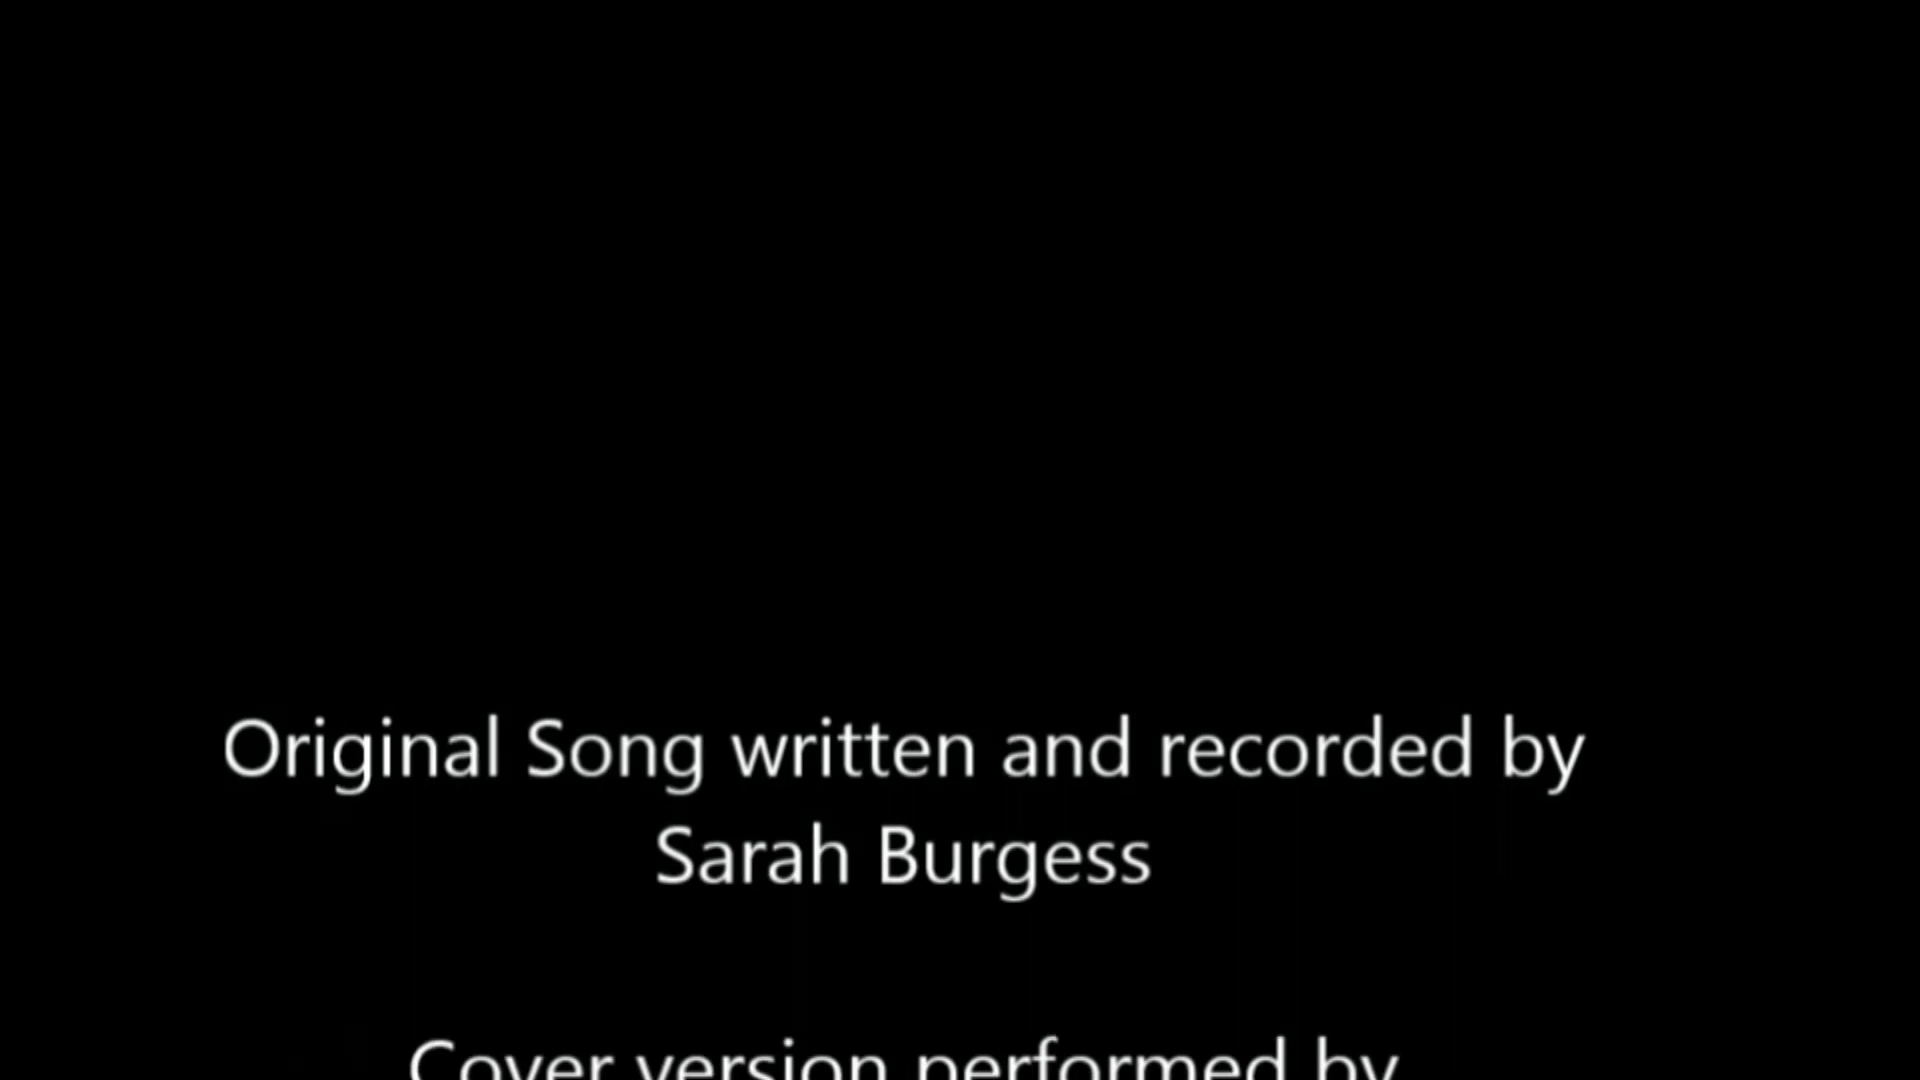 Original Song written and recorded by
Sarah Burgess
Cover version performed by